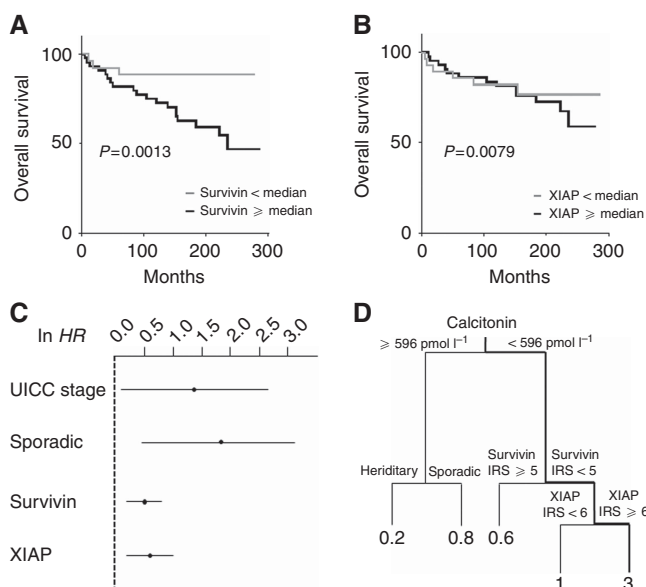 A
Overall survival
100
50
0
P=0.0013
Survivin < median
Survivin ⩾ median
0 100 200 300
Months
B
Overall survival
100
50
0
P=0.0079
XIAP < median
XIAP ⩾ median
0 100 200 300
Months
C
ln HR
0.0 0.5 1.0 1.5 2.0 2.5 3.0
UICC stage
Sporadic
Survivin
XIAP
D
Calcitonin
⩾ 596 pmol l⁻¹ < 596 pmol l⁻¹
Heriditary Sporadic
Survivin Survivin
IRS ⩾ 5 IRS < 5
XIAP XIAP
IRS < 6 IRS ⩾ 6
0.2 0.8 0.6
1 3